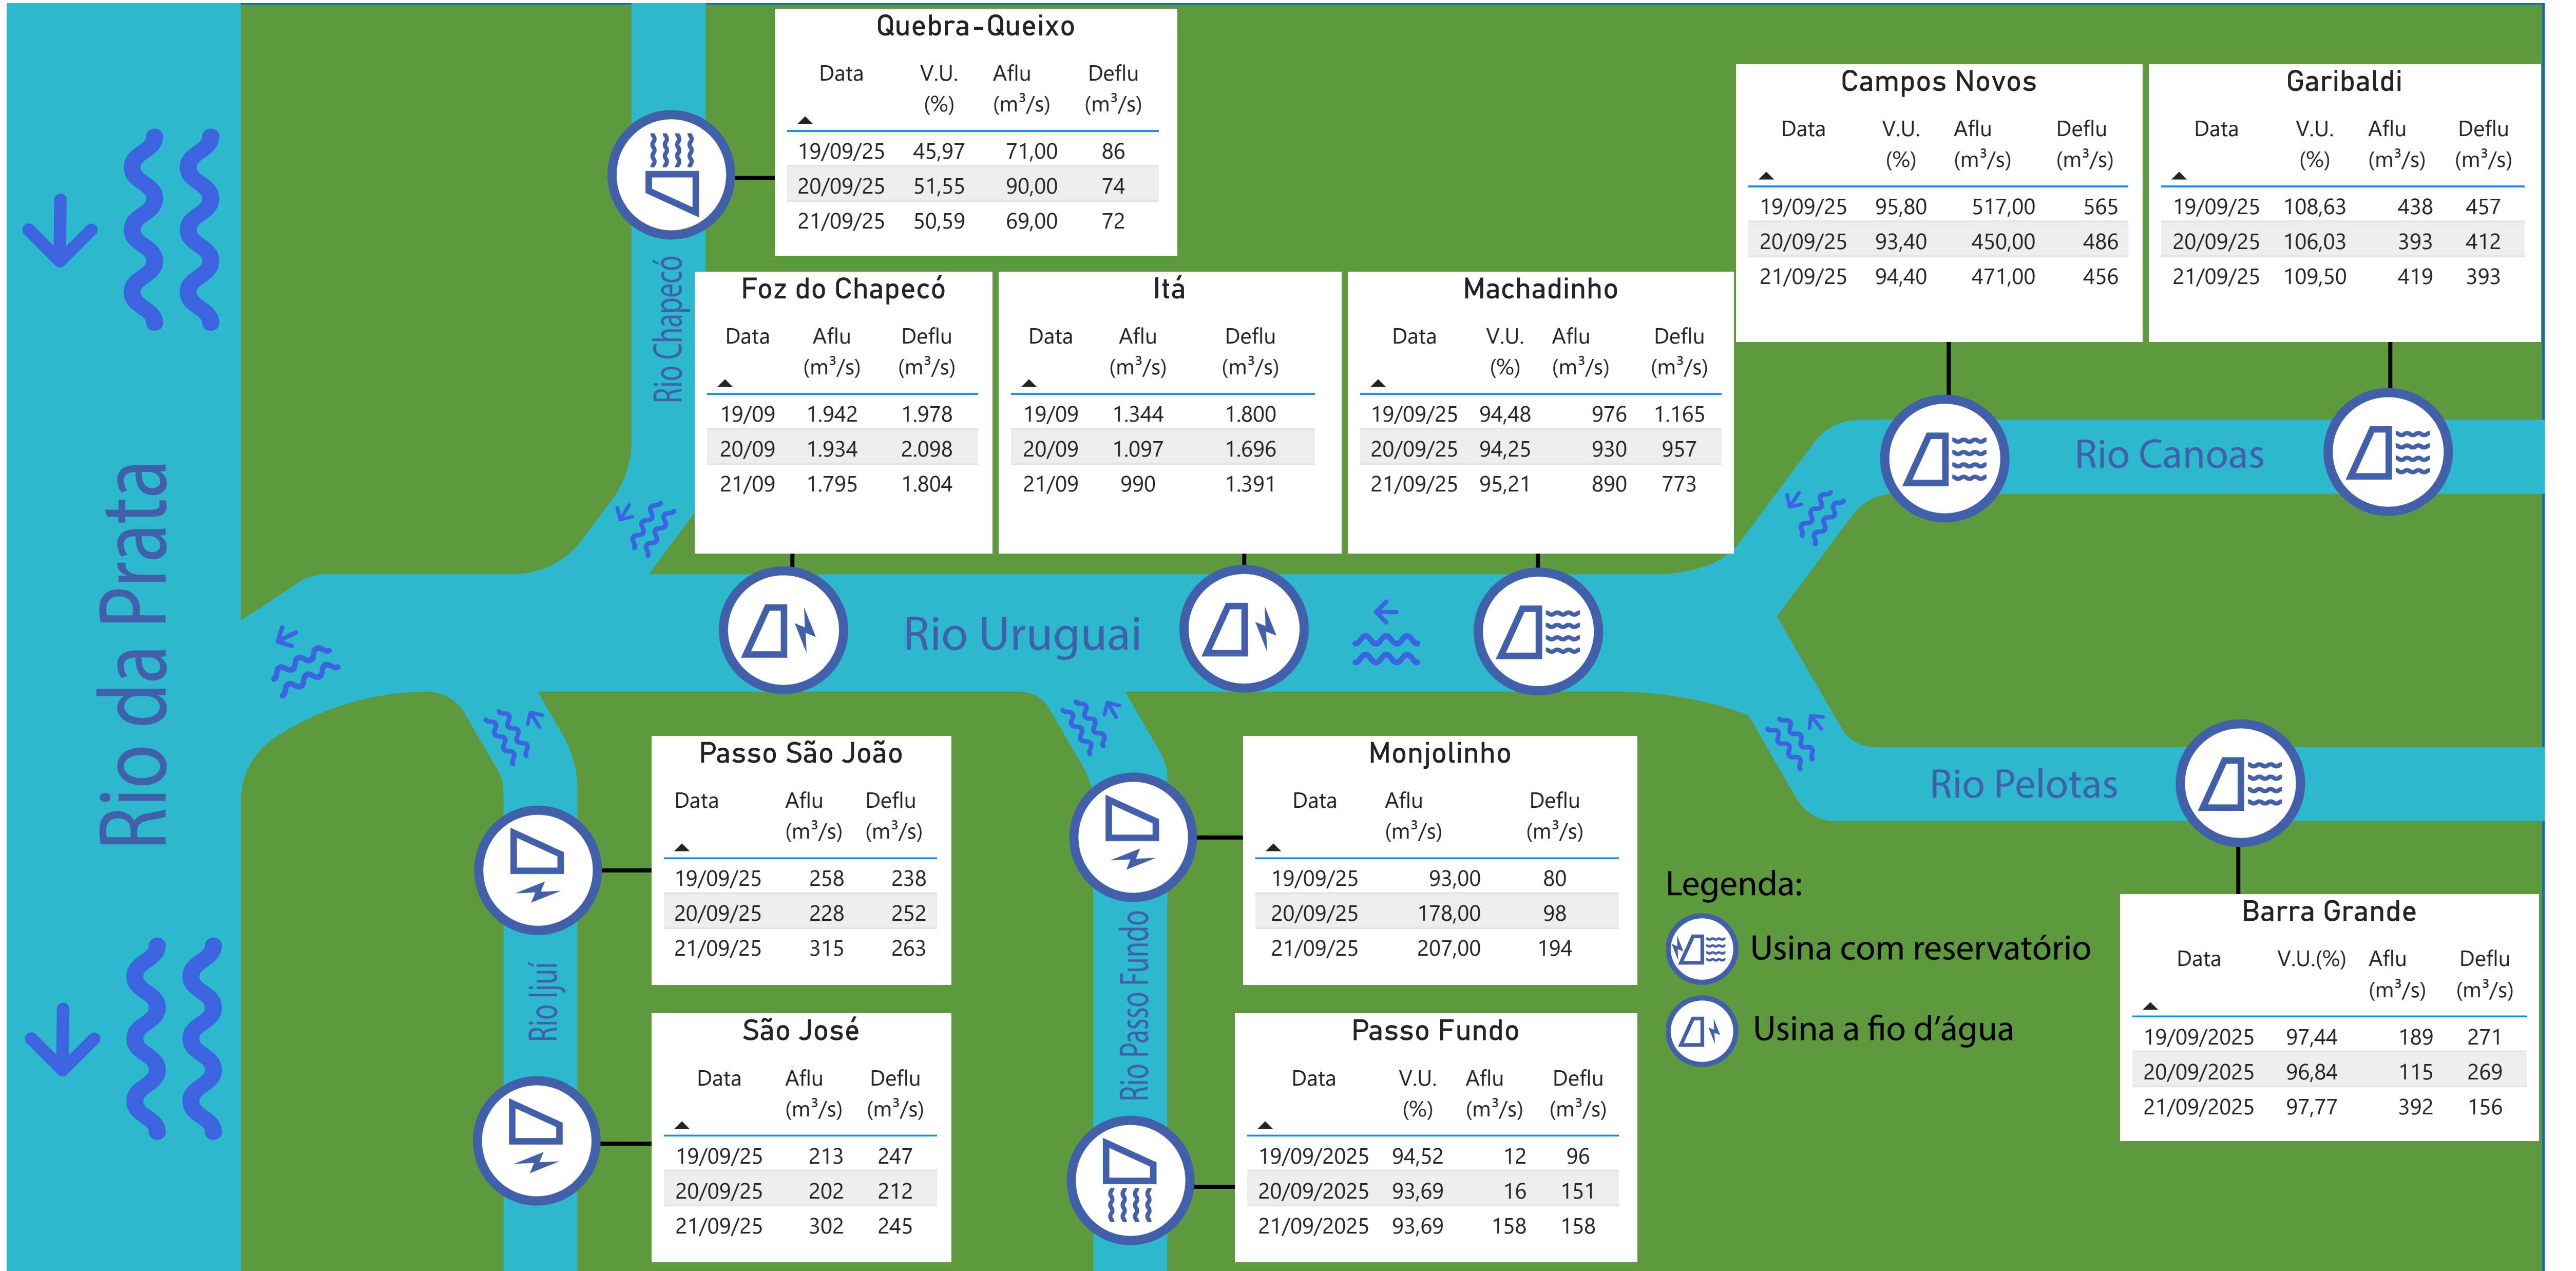 Quebra-Queixo
Data V.U. (%) Aflu (m³/s) Deflu (m³/s)
19/09/25 45,97 71,00 86
20/09/25 51,55 90,00 74
21/09/25 50,59 69,00 72
Campos Novos
Data V.U. (%) Aflu (m³/s) Deflu (m³/s)
19/09/25 95,80 517,00 565
20/09/25 93,40 450,00 486
21/09/25 94,40 471,00 456
Garibaldi
Data V.U. (%) Aflu (m³/s) Deflu (m³/s)
19/09/25 108,63 438 457
20/09/25 106,03 393 412
21/09/25 109,50 419 393
Rio Chapecó
Foz do Chapecó
Data Aflu (m³/s) Deflu (m³/s)
19/09 1.942 1.978
20/09 1.934 2.098
21/09 1.795 1.804
Itá
Data Aflu (m³/s) Deflu (m³/s)
19/09 1.344 1.800
20/09 1.097 1.696
21/09 990 1.391
Machadinho
Data V.U. (%) Aflu (m³/s) Deflu (m³/s)
19/09/25 94,48 976 1.165
20/09/25 94,25 930 957
21/09/25 95,21 890 773
Rio Canoas
Rio da Prata
Rio Uruguai
Rio Pelotas
Passo São João
Data Aflu (m³/s) Deflu (m³/s)
19/09/25 258 238
20/09/25 228 252
21/09/25 315 263
Monjolinho
Data Aflu (m³/s) Deflu (m³/s)
19/09/25 93,00 80
20/09/25 178,00 98
21/09/25 207,00 194
Legenda:
Usina com reservatório
Usina a fio d'água
Barra Grande
Data V.U.(%) Aflu (m³/s) Deflu (m³/s)
19/09/2025 97,44 189 271
20/09/2025 96,84 115 269
21/09/2025 97,77 392 156
Rio Ijuí
São José
Data Aflu (m³/s) Deflu (m³/s)
19/09/25 213 247
20/09/25 202 212
21/09/25 302 245
Rio Passo Fundo
Passo Fundo
Data V.U. (%) Aflu (m³/s) Deflu (m³/s)
19/09/2025 94,52 12 96
20/09/2025 93,69 16 151
21/09/2025 93,69 158 158